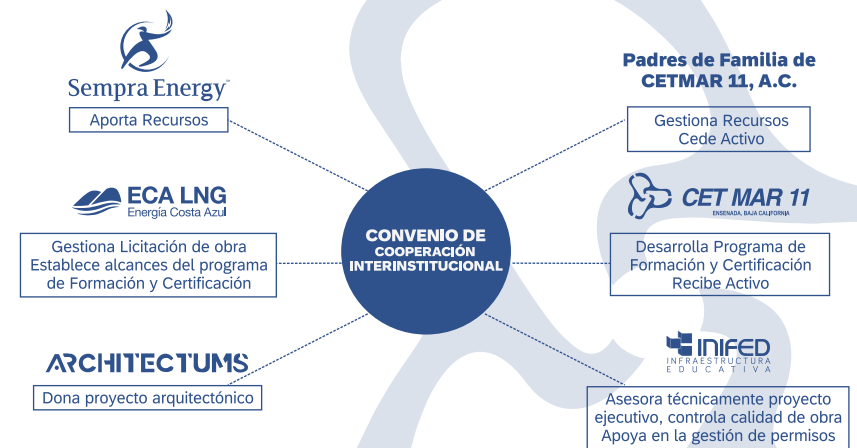 Sempra Energy™
Aporta Recursos
Padres de Familia de
CETMAR 11, A.C.
Gestiona Recursos
Cede Activo
ECA LNG
Energía Costa Azul
Gestiona Licitación de obra
Establece alcances del programa
de Formación y Certificación
CONVENIO DE
COOPERACIÓN
INTERINSTITUCIONAL
CET MAR 11
ENSENADA, BAJA CALIFORNIA
Desarrolla Programa de
Formación y Certificación
Recibe Activo
ARCHITECTUMS
Dona proyecto arquitectónico
INIFED
INFRAESTRUCTURA
EDUCATIVA
Asesora técnicamente proyecto
ejecutivo, controla calidad de obra
Apoya en la gestión de permisos